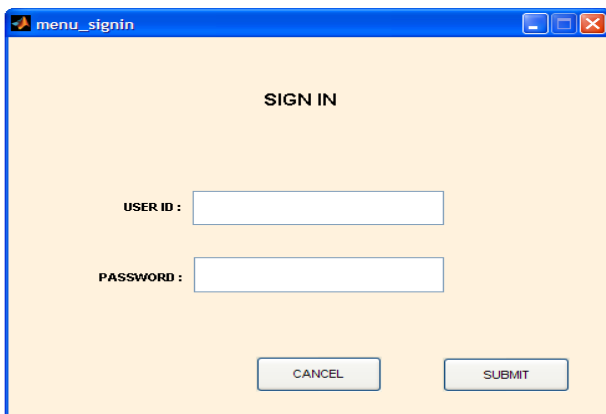 menu_signin
SIGN IN
USER ID :
PASSWORD :
CANCEL
SUBMIT